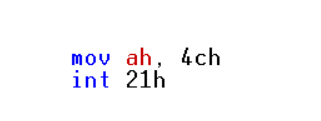 mov ah, 4ch
int 21h